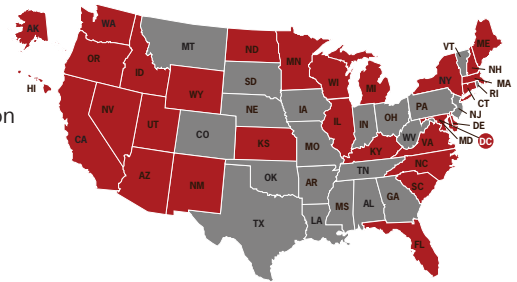 AK
WA
MT
ND
MN
VT
ME
OR
ID
SD
WI
MI
NY
NH
MA
RI
CT
HI
WY
NE
IA
PA
NJ
DE
on
NV
UT
CO
IL
IN
OH
WV
VA
MD
DC
CA
KS
MO
KY
AZ
NM
OK
AR
TN
NC
SC
TX
LA
MS
AL
GA
FL